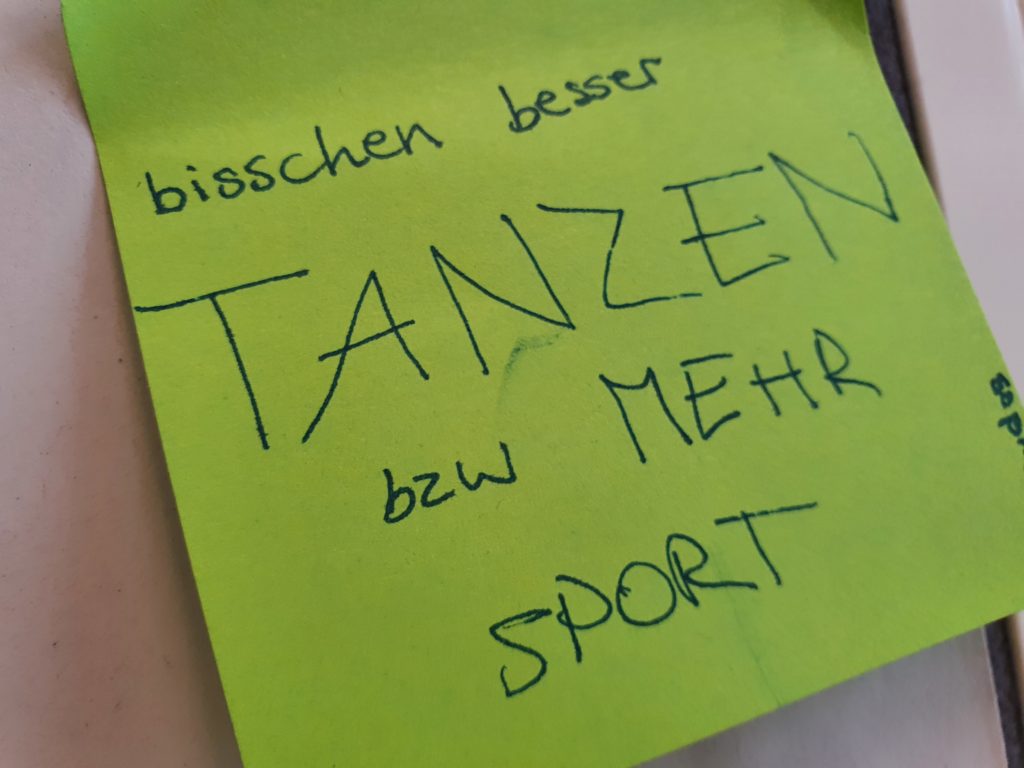 bisschen besser
TANZEN
bzw MEHR
SPORT